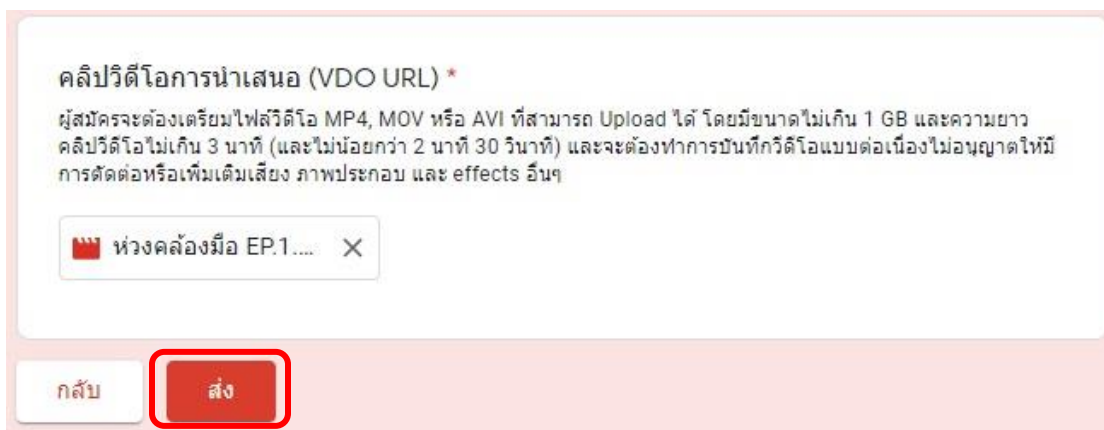 คลิปวิดีโอการนำเสนอ (VDO URL) *
ผู้สมัครจะต้องเตรียมไฟล์วิดีโอ MP4, MOV หรือ AVI ที่สามารถ Upload ได้ โดยมีขนาดไม่เกิน 1 GB และความยาว
คลิปวีดีโอไม่เกิน 3 นาที (และไม่น้อยกว่า 2 นาที 30 วินาที) และจะต้องทำการบันทึกวีดีโอแบบต่อเนื่องไม่อนุญาตให้มี
การตัดต่อหรือเพิ่มเติมเสียง ภาพประกอบ และ effects อื่นๆ
ห่วงคล้องมือ EP.1....
กลับ
ส่ง